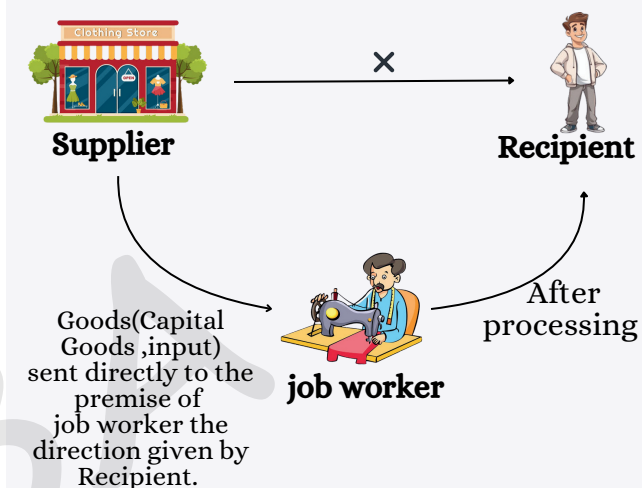 Clothing Store
OPEN
×
Supplier
Recipient
Goods(Capital
Goods ,input)
sent directly to the
premise of
job worker the
direction given by
Recipient.
job worker
After
processing